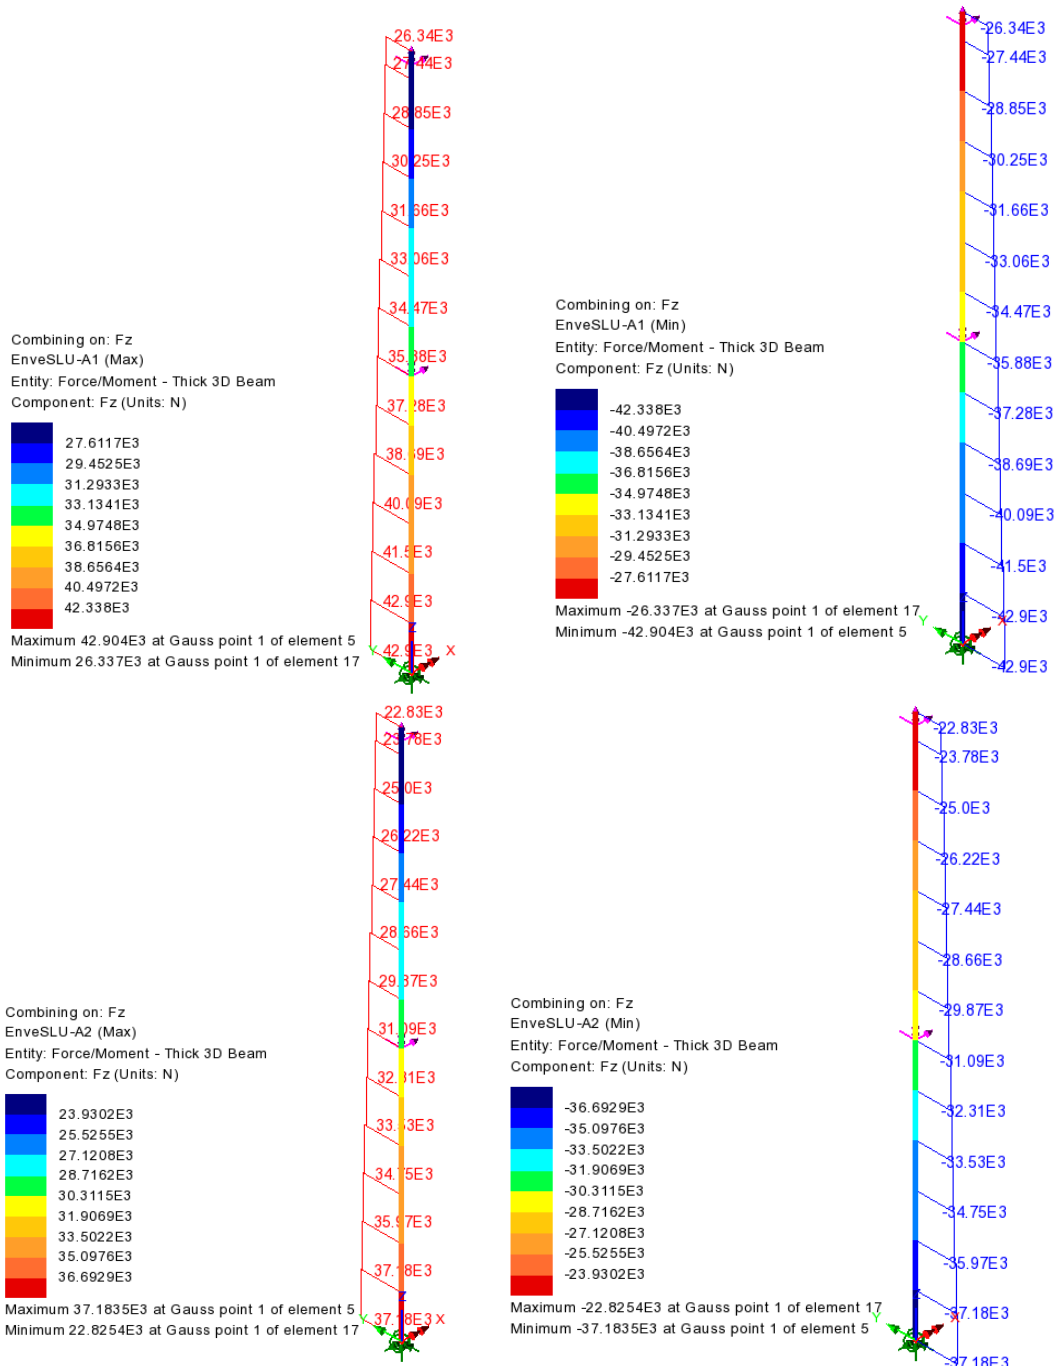 26.34E3
27.44E3
28.85E3
30.25E3
31.66E3
33.06E3
34.47E3
35.88E3
37.28E3
38.69E3
40.09E3
41.5E3
42.9E3
42.9E3
Z
Y
X
Combining on: Fz
EnveSLU-A1 (Max)
Entity: Force/Moment - Thick 3D Beam
Component: Fz (Units: N)
27.6117E3
29.4525E3
31.2933E3
33.1341E3
34.9748E3
36.8156E3
38.6564E3
40.4972E3
42.338E3
Maximum 42.904E3 at Gauss point 1 of element 5
Minimum 26.337E3 at Gauss point 1 of element 17
-26.34E3
-27.44E3
-28.85E3
-30.25E3
-31.66E3
-33.06E3
-34.47E3
-35.88E3
-37.28E3
-38.69E3
-40.09E3
-41.5E3
-42.9E3
-42.9E3
Y
X
Combining on: Fz
EnveSLU-A1 (Min)
Entity: Force/Moment - Thick 3D Beam
Component: Fz (Units: N)
-42.338E3
-40.4972E3
-38.6564E3
-36.8156E3
-34.9748E3
-33.1341E3
-31.2933E3
-29.4525E3
-27.6117E3
Maximum -26.337E3 at Gauss point 1 of element 17
Minimum -42.904E3 at Gauss point 1 of element 5
22.83E3
23.78E3
25.0E3
26.22E3
27.44E3
28.66E3
29.87E3
31.09E3
32.31E3
33.53E3
34.75E3
35.97E3
37.18E3
37.18E3
Z
Y
X
Combining on: Fz
EnveSLU-A2 (Max)
Entity: Force/Moment - Thick 3D Beam
Component: Fz (Units: N)
23.9302E3
25.5255E3
27.1208E3
28.7162E3
30.3115E3
31.9069E3
33.5022E3
35.0976E3
36.6929E3
Maximum 37.1835E3 at Gauss point 1 of element 5
Minimum 22.8254E3 at Gauss point 1 of element 17
-22.83E3
-23.78E3
-25.0E3
-26.22E3
-27.44E3
-28.66E3
-29.87E3
-31.09E3
-32.31E3
-33.53E3
-34.75E3
-35.97E3
-37.18E3
-37.18E3
Y
X
Combining on: Fz
EnveSLU-A2 (Min)
Entity: Force/Moment - Thick 3D Beam
Component: Fz (Units: N)
-36.6929E3
-35.0976E3
-33.5022E3
-31.9069E3
-30.3115E3
-28.7162E3
-27.1208E3
-25.5255E3
-23.9302E3
Maximum -22.8254E3 at Gauss point 1 of element 17
Minimum -37.1835E3 at Gauss point 1 of element 5